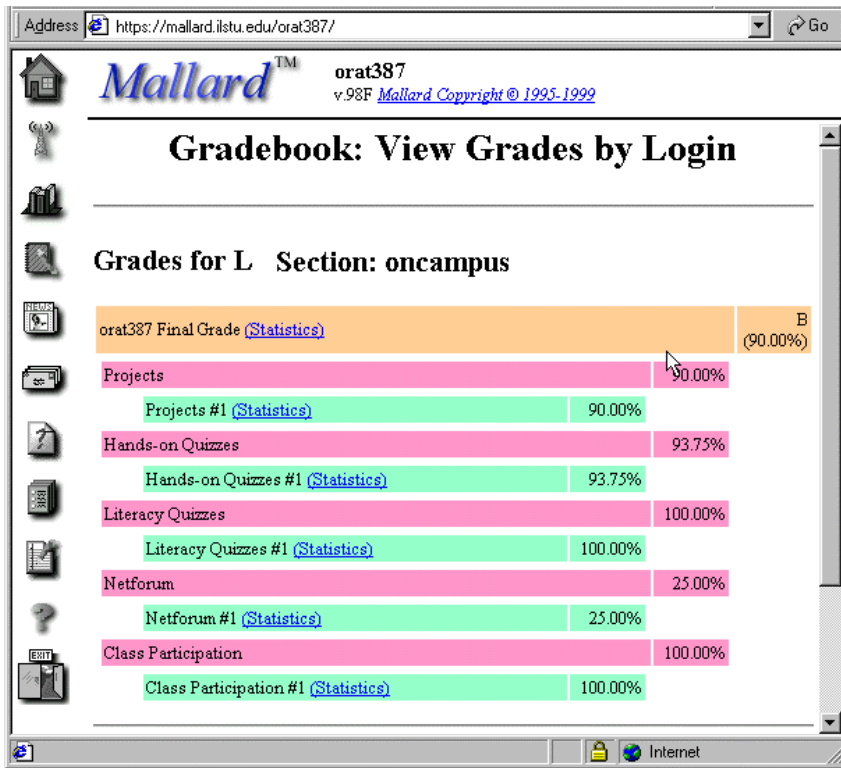 Address https://mallard.ilstu.edu/orat387/ Go
Mallard™
orat387
v.98F Mallard Copyright © 1995-1999
Gradebook: View Grades by Login
Grades for L Section: oncampus
orat387 Final Grade (Statistics) B
(90.00%)
Projects 90.00%
Projects #1 (Statistics) 90.00%
Hands-on Quizzes 93.75%
Hands-on Quizzes #1 (Statistics) 93.75%
Literacy Quizzes 100.00%
Literacy Quizzes #1 (Statistics) 100.00%
Netforum 25.00%
Netforum #1 (Statistics) 25.00%
Class Participation 100.00%
Class Participation #1 (Statistics) 100.00%
NEWS
EXIT
Internet